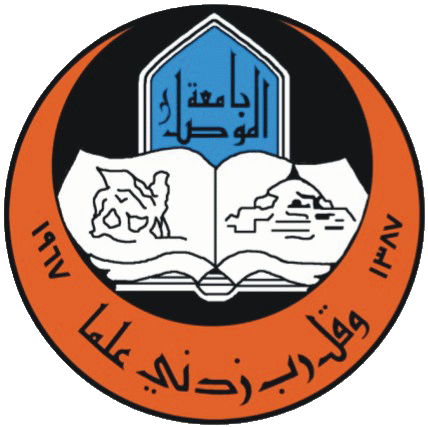 جامعة
الموصل
١٩٦٧
١٣٨٧
وقل رب زدني علما